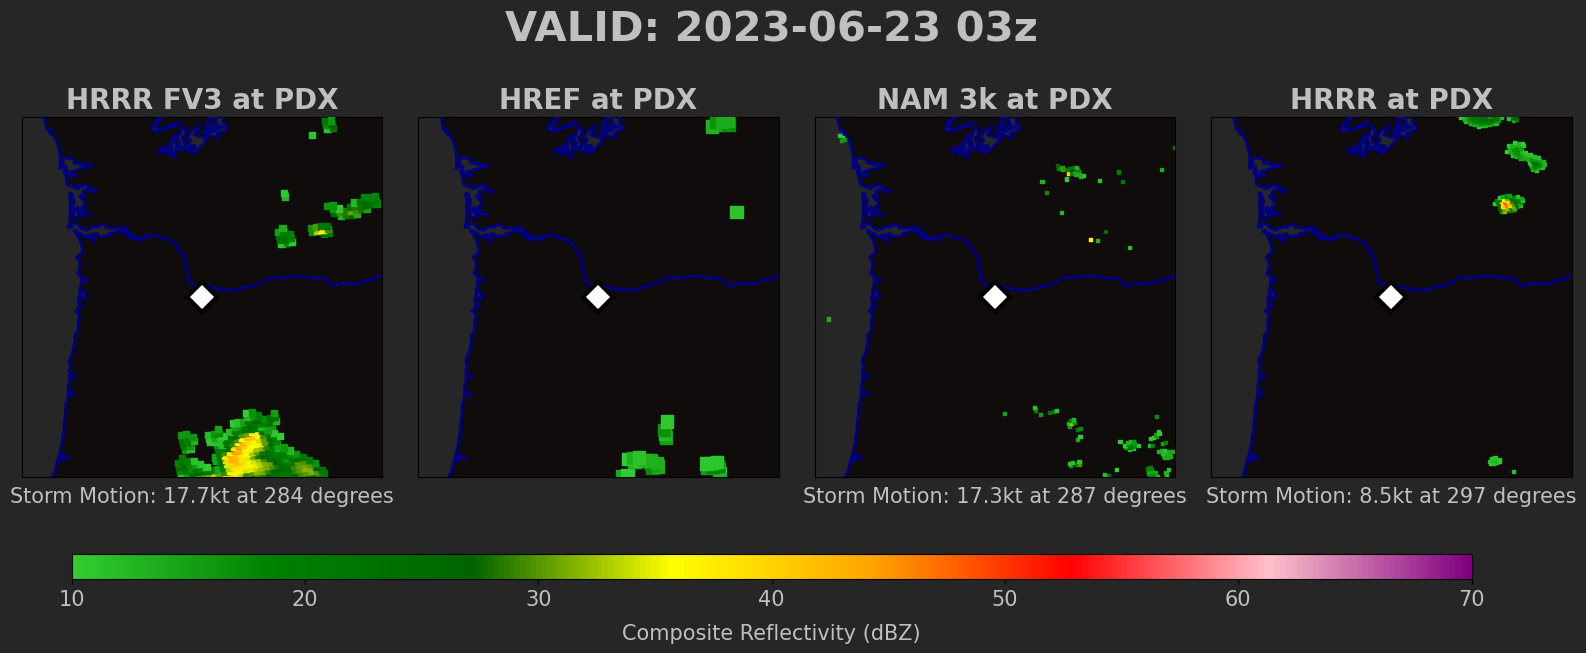 VALID: 2023-06-23 03z
HRRR FV3 at PDX
HREF at PDX
NAM 3k at PDX
HRRR at PDX
Storm Motion: 17.7kt at 284 degrees
Storm Motion: 17.3kt at 287 degrees
Storm Motion: 8.5kt at 297 degrees
10 20 30 40 50 60 70
Composite Reflectivity (dBZ)